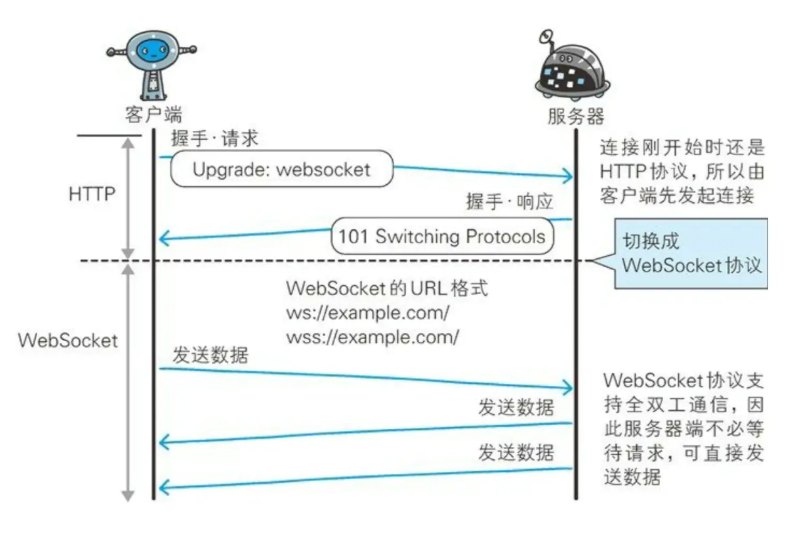 客户端
服务器
握手·请求
Upgrade: websocket
连接刚开始时还是
HTTP协议，所以由
客户端先发起连接
HTTP
握手·响应
101 Switching Protocols
切换成
WebSocket协议
WebSocket的URL格式
ws://example.com/
wss://example.com/
WebSocket
发送数据
发送数据
发送数据
WebSocket协议支
持全双工通信，因
此服务器端不必等
待请求，可直接发
送数据